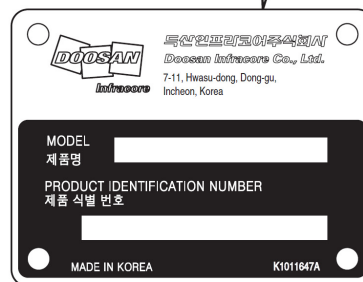 DOOSAN
Infracore
두산인프라코어주식회사
Doosan Infracore Co., Ltd.
7-11, Hwasu-dong, Dong-gu,
Incheon, Korea
MODEL
제품명
PRODUCT IDENTIFICATION NUMBER
제품 식별 번호
MADE IN KOREA
K1011647A